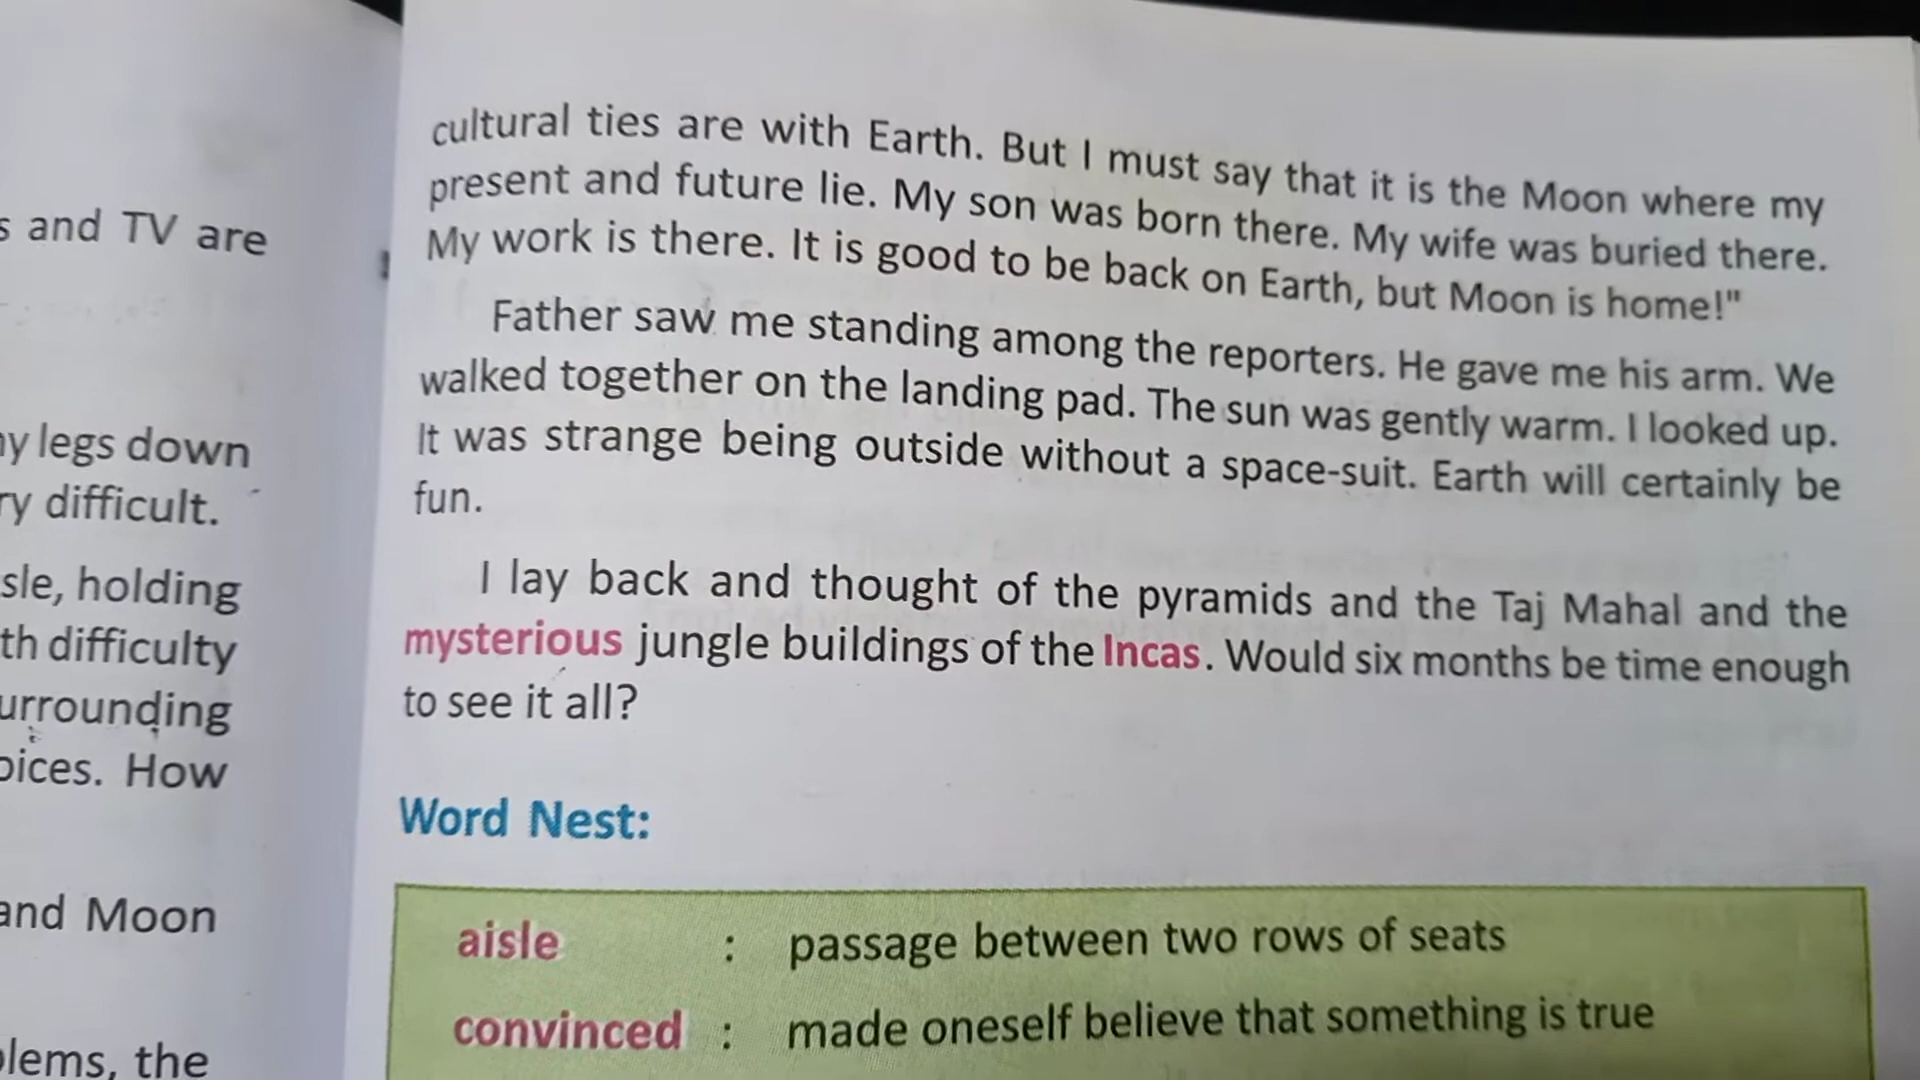 s and TV are
legs down
difficult.
holding
difficulty
and Moon
the
cultural ties are with Earth. But I must say that it is the Moon where my
present and future lie. My son was born there. My wife was buried there.
My work is there. It is good to be back on Earth, but Moon is home!"
Father saw me standing among the reporters. He gave me his arm. We
walked together on the landing pad. The sun was gently warm. I looked up.
It was strange being outside without a space-suit. Earth will certainly be
fun.
I lay back and thought of the pyramids and the Taj Mahal and the
mysterious jungle buildings of the Incas. Would six months be time enough
to see it all?
Word Nest:
aisle : passage between two rows of seats
convinced : made oneself believe that something is true